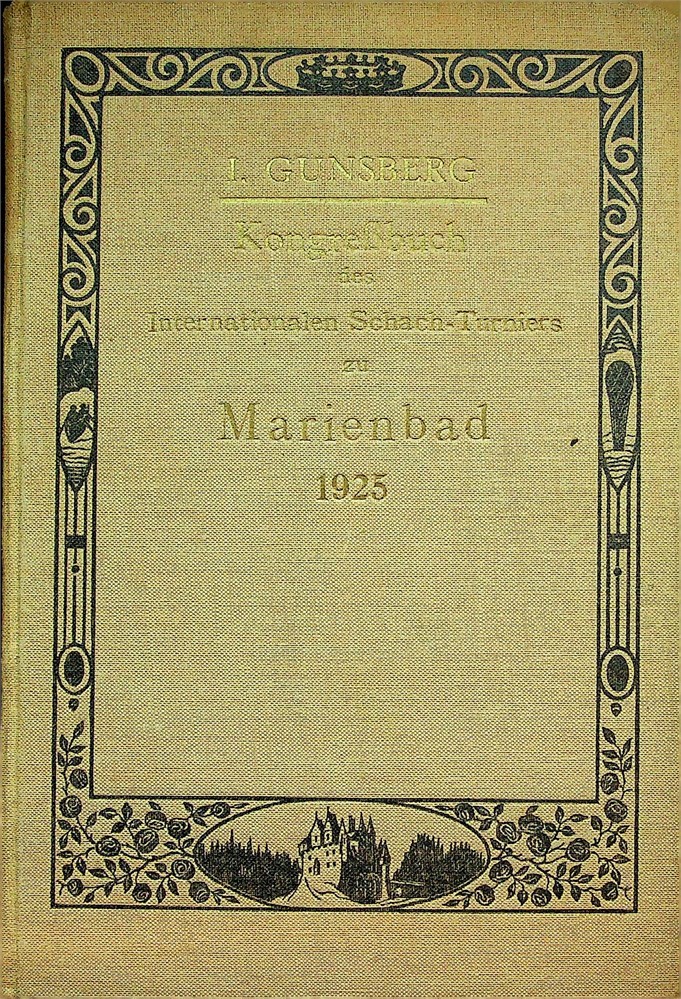 I. GUNSBERG
Kongreßbuch
des
Internationalen Schach-Turniers
zu
Marienbad
1925